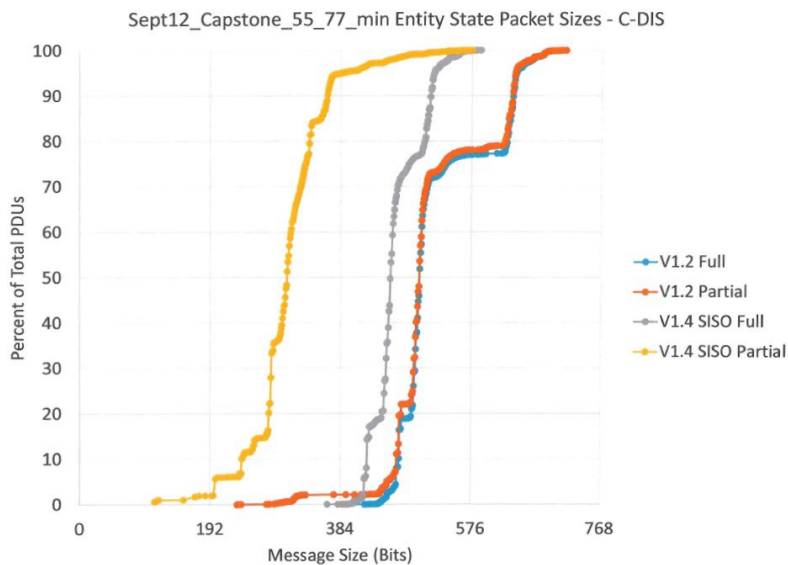 Sept12_Capstone_55_77_min Entity State Packet Sizes - C-DIS
100
90
80
70
60
50
40
30
20
10
0
Percent of Total PDUs
V1.2 Full
V1.2 Partial
V1.4 SISO Full
V1.4 SISO Partial
0 192 384 576 768
Message Size (Bits)